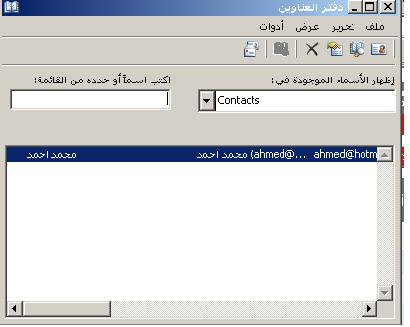 دفتر العناوين
ملف تحرير عرض أدوات
إظهار الأسماء الموجودة في:
اكتب اسماً أو حدده من القائمة:
Contacts
محمد احمد محمد احمد (ahmed@... ahmed@hotm